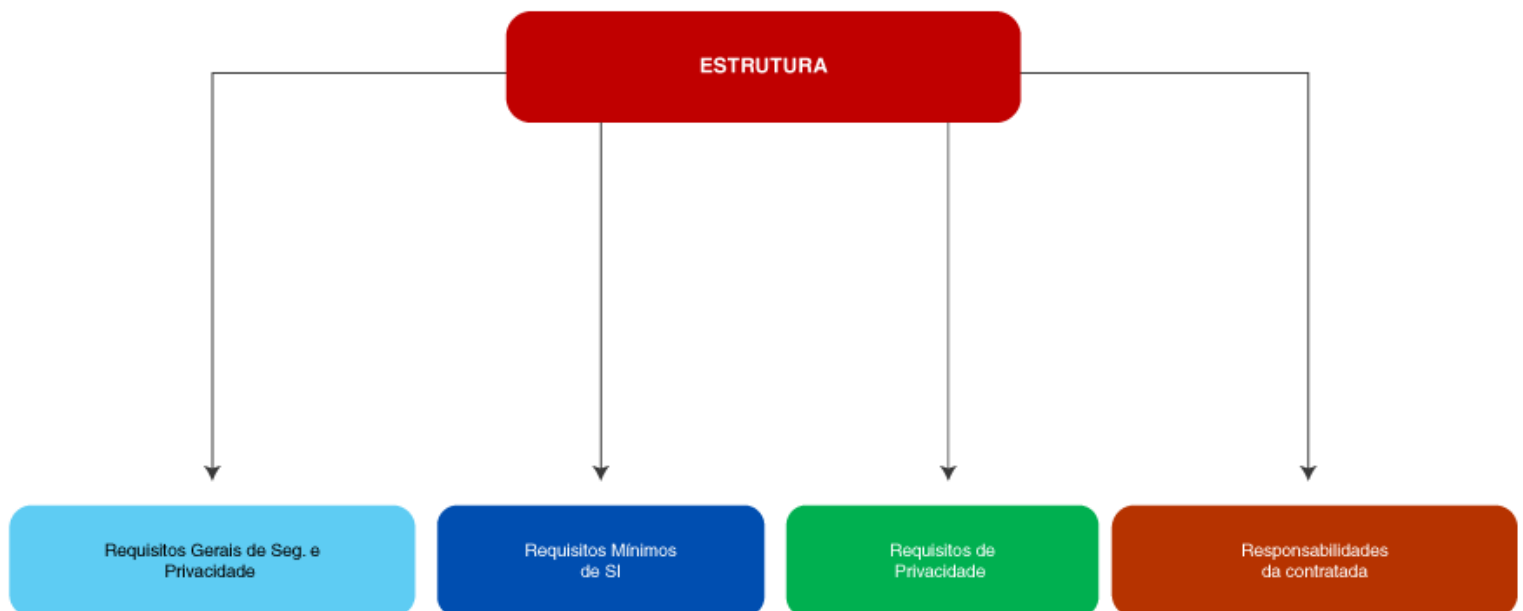 ESTRUTURA
Requisitos Gerais de Seg. e
Privacidade
Requisitos Mínimos
de SI
Requisitos de
Privacidade
Responsabilidades
da contratada